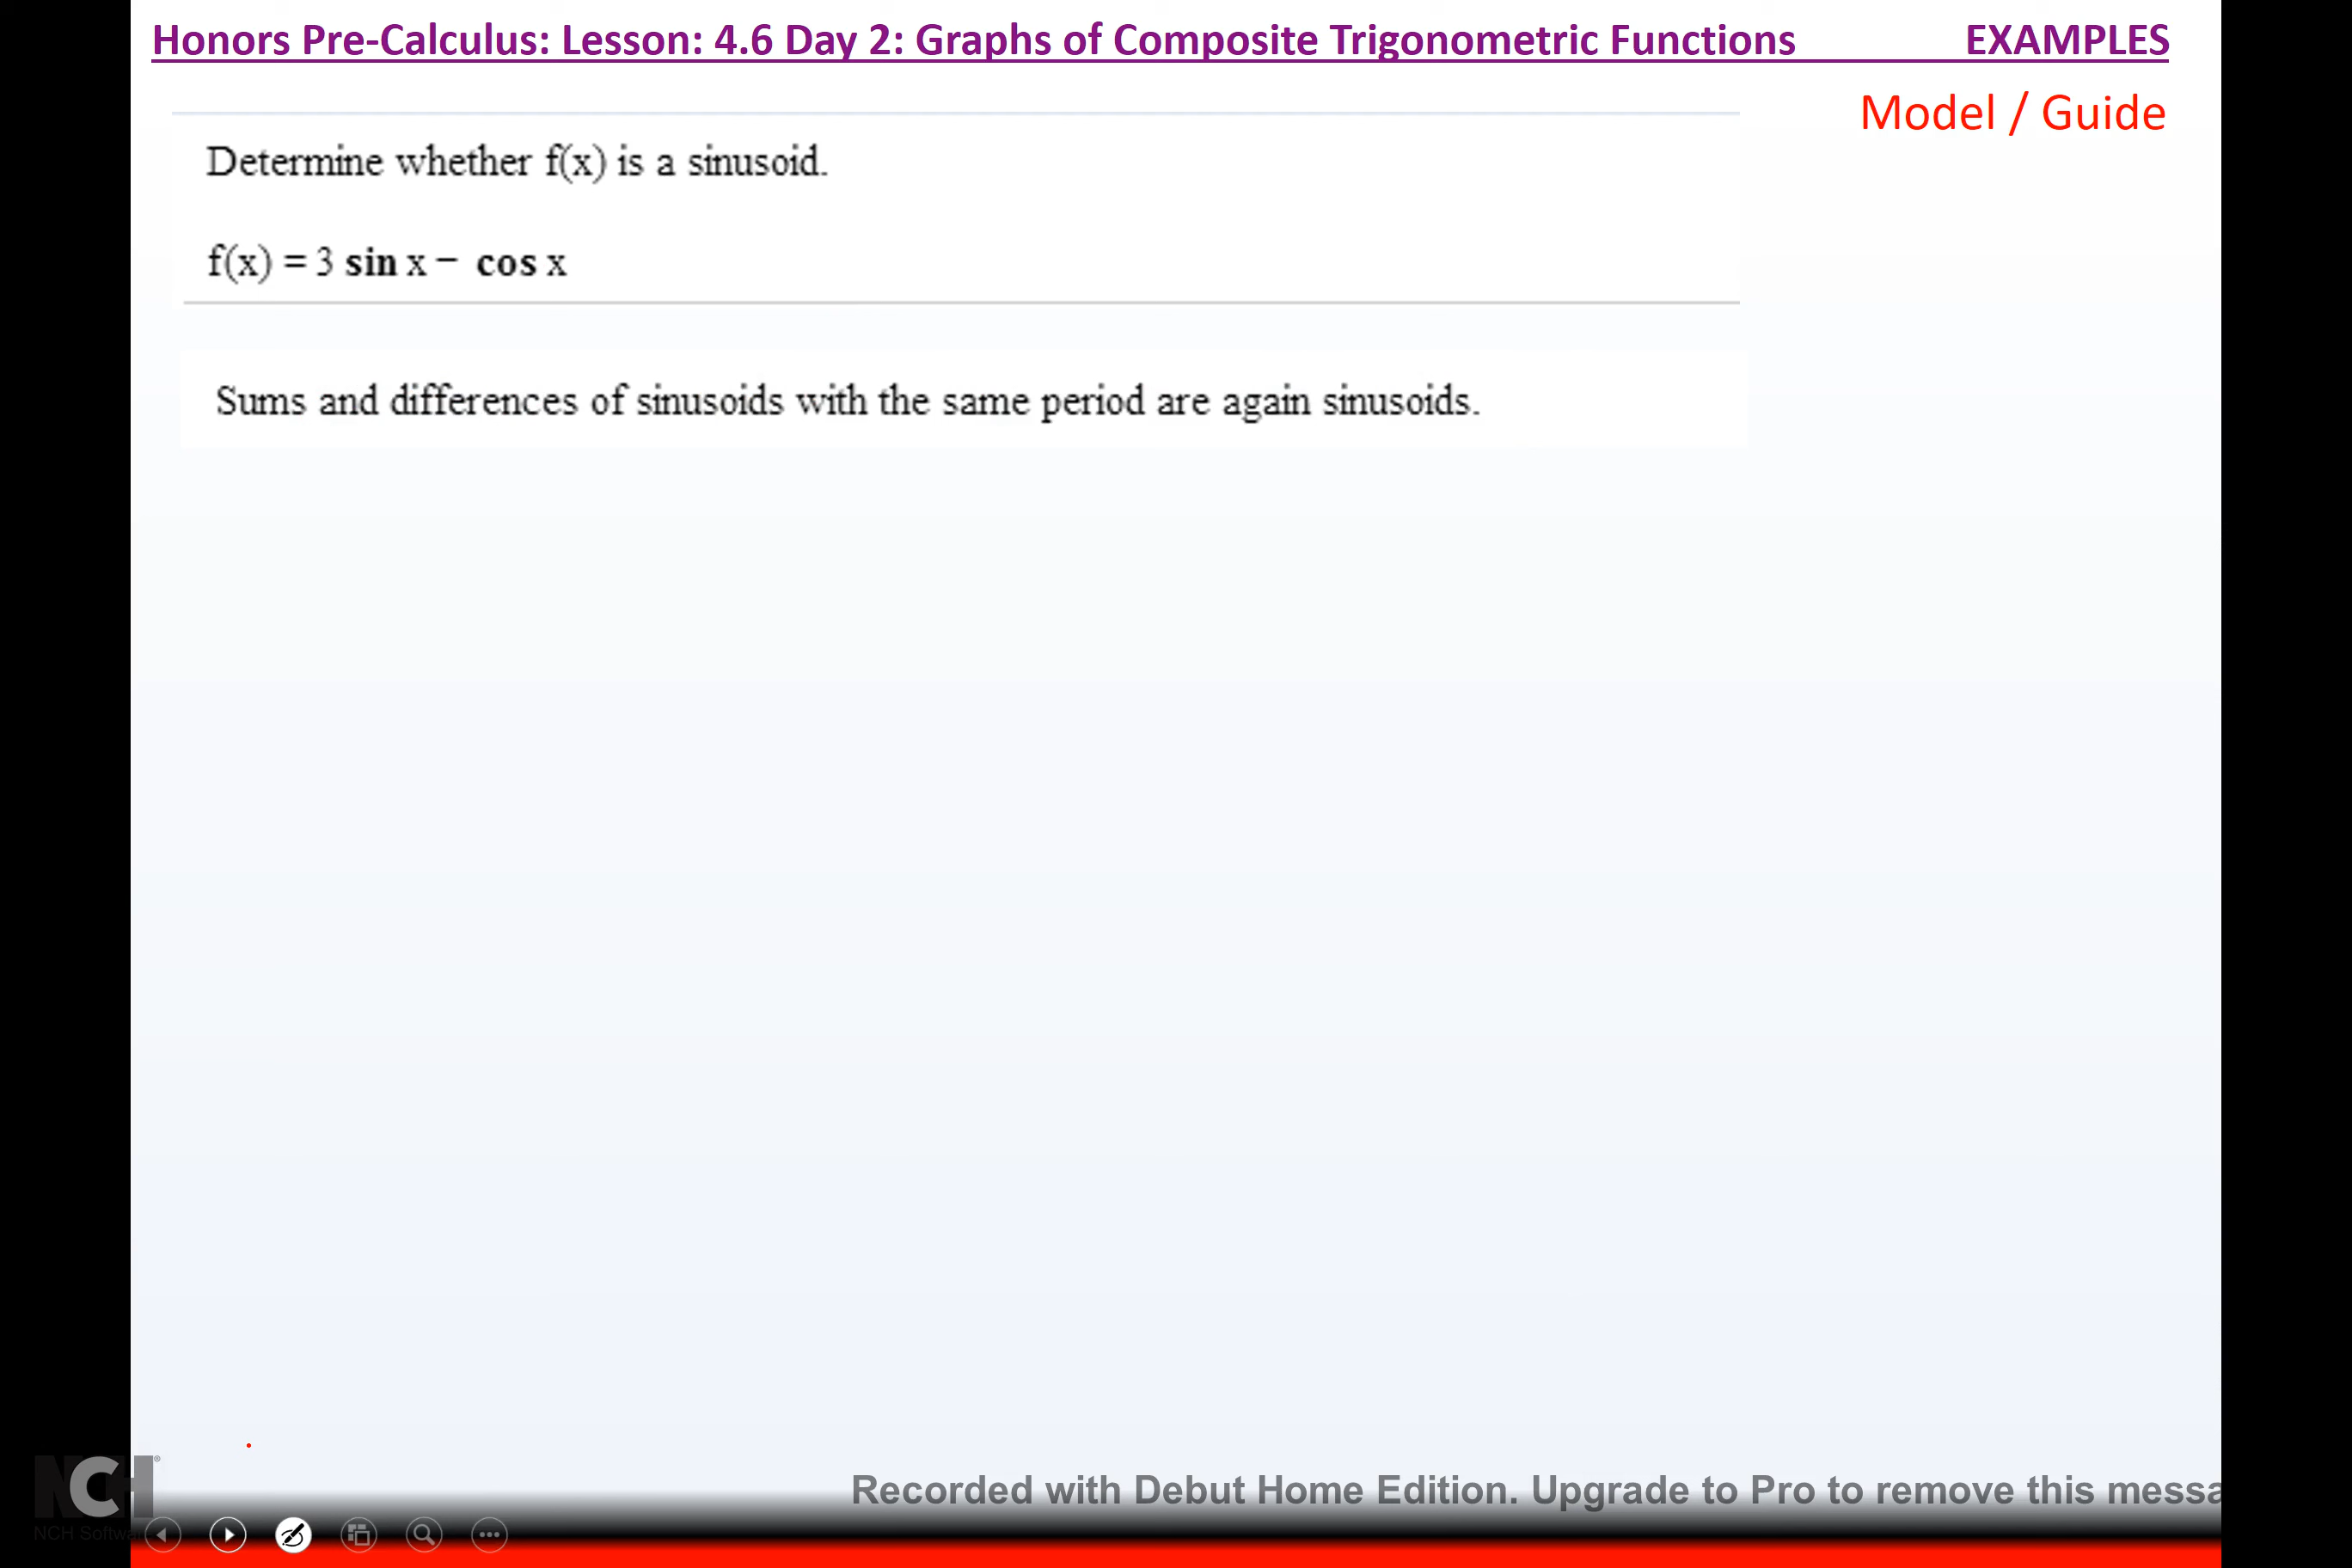 Honors Pre-Calculus: Lesson: 4.6 Day 2: Graphs of Composite Trigonometric Functions EXAMPLES
Model / Guide
Determine whether f(x) is a sinusoid.
f(x) = 3 sin x − cos x
Sums and differences of sinusoids with the same period are again sinusoids.
NCH®
Recorded with Debut Home Edition. Upgrade to Pro to remove this messa
NCH Softwa